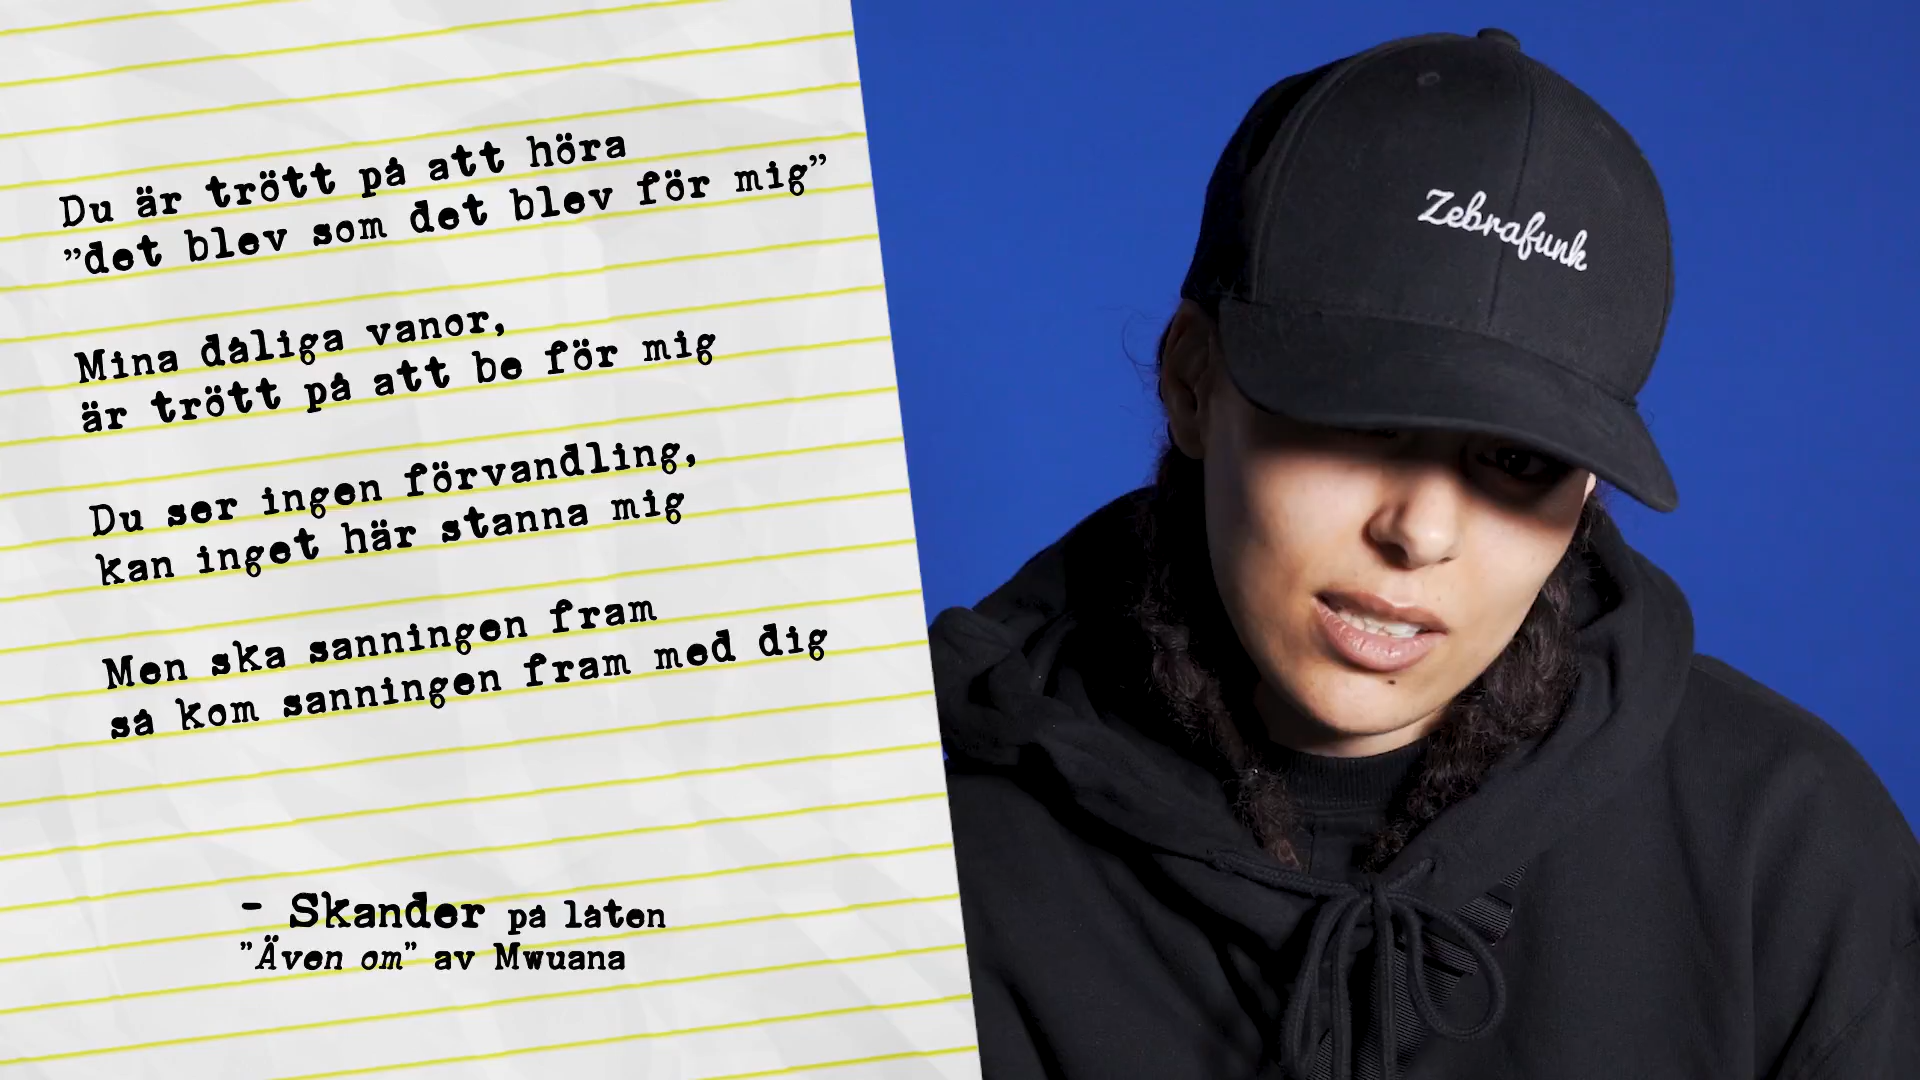 Du är trött på att höra
”det blev som det blev för mig”
Mina dåliga vanor,
är trött på att be för mig
Du ser ingen förvandling,
kan inget här stanna mig
Men ska sanningen fram
så kom sanningen fram med dig
- Skander på låten
”Även om” av Mwuana
Zebrafunk